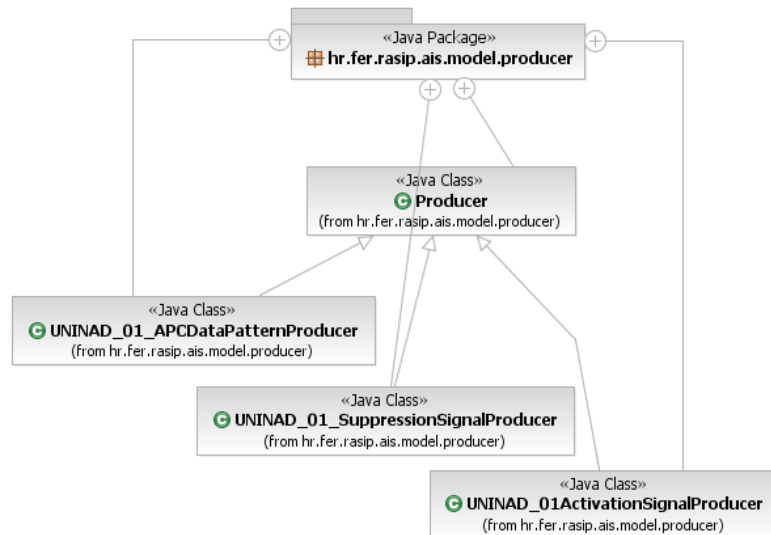 «Java Package»
hr.fer.rasip.ais.model.producer
«Java Class»
Producer
(from hr.fer.rasip.ais.model.producer)
«Java Class»
UNINAD_01_APCDataPatternProducer
(from hr.fer.rasip.ais.model.producer)
«Java Class»
UNINAD_01_SuppressionSignalProducer
(from hr.fer.rasip.ais.model.producer)
«Java Class»
UNINAD_01ActivationSignalProducer
(from hr.fer.rasip.ais.model.producer)